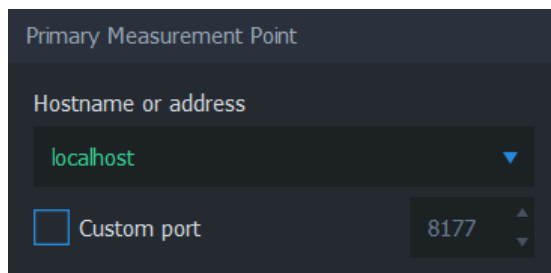 Primary Measurement Point
Hostname or address
localhost
Custom port 8177